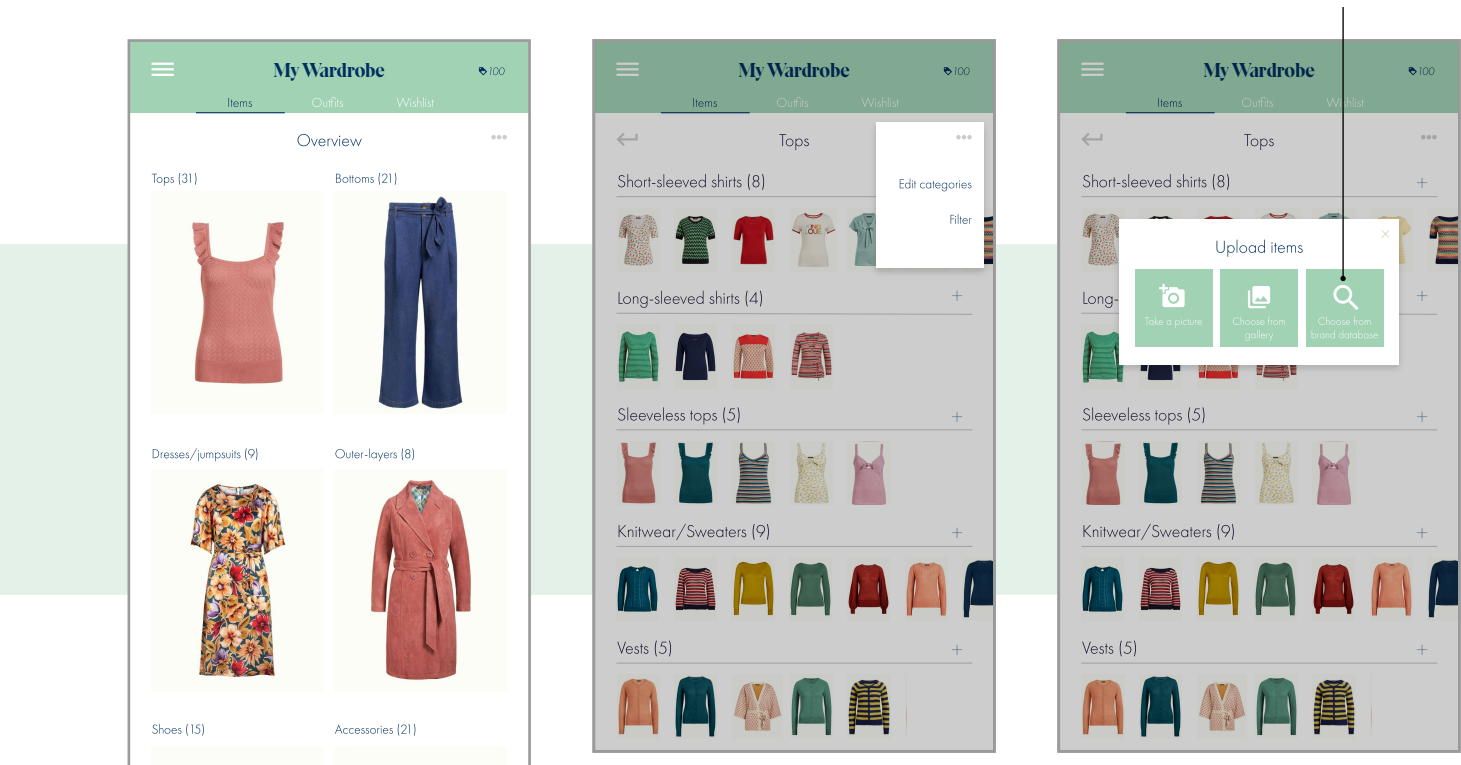 My Wardrobe
100
Items Outfits Wishlist
Overview
Tops (31) Bottoms (21)
Dresses/jumpsuits (9) Outer-layers (8)
Shoes (15) Accessories (21)
My Wardrobe
100
Items Outfits Wishlist
Tops
Edit categories
Filter
Short-sleeved shirts (8)
Long-sleeved shirts (4)
Sleeveless tops (5)
Knitwear/Sweaters (9)
Vests (5)
My Wardrobe
100
Items Outfits Wishlist
Tops
Short-sleeved shirts (8)
Upload items
Take a picture
Choose from
gallery
Choose from
brand database
Long-
Sleeveless tops (5)
Knitwear/Sweaters (9)
Vests (5)